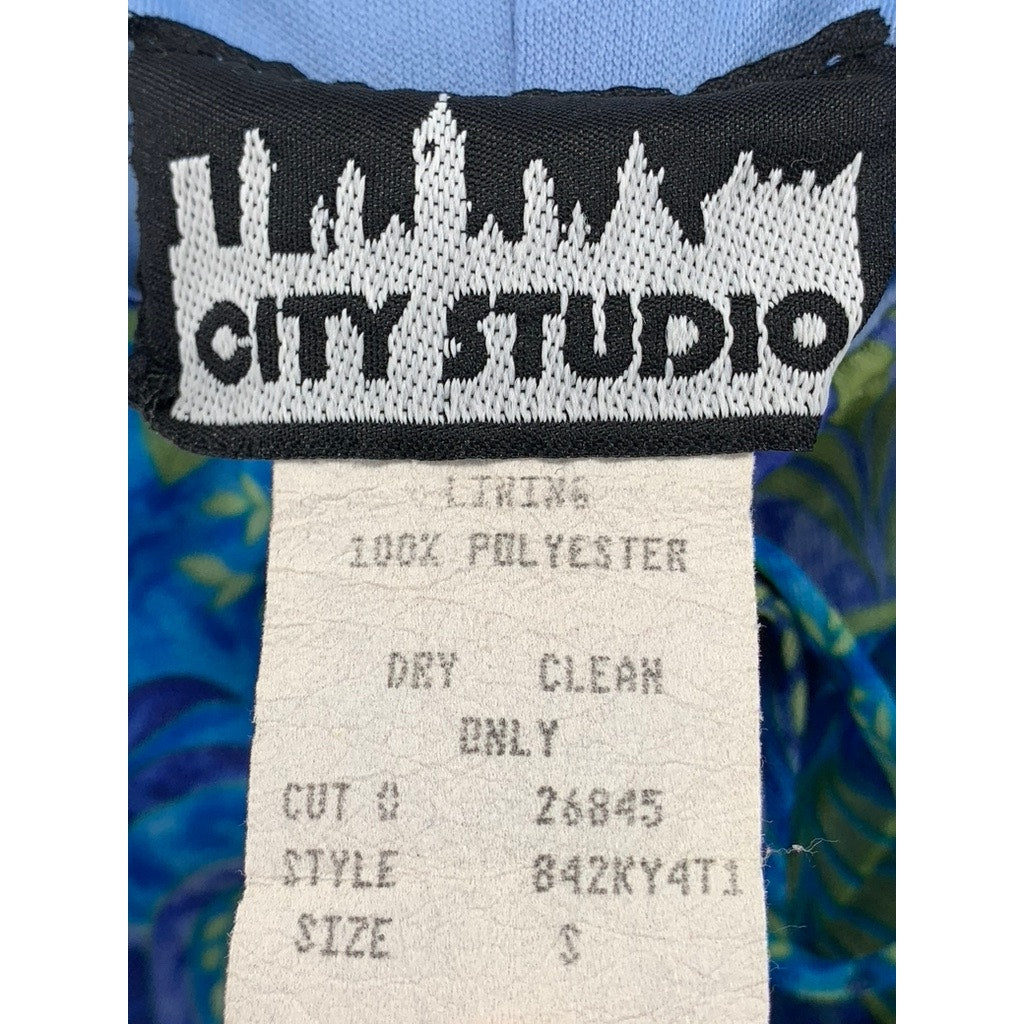 CITY STUDIO
LINING
100% POLYESTER
DRY CLEAN
ONLY
CUT # 26845
STYLE 842KY4T1
SIZE S